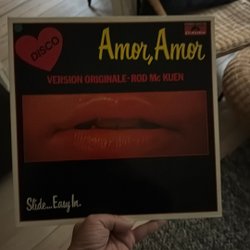 DISCO
Amor, Amor
VERSION ORIGINALE - ROD Mc KUEN
Slide...Easy In